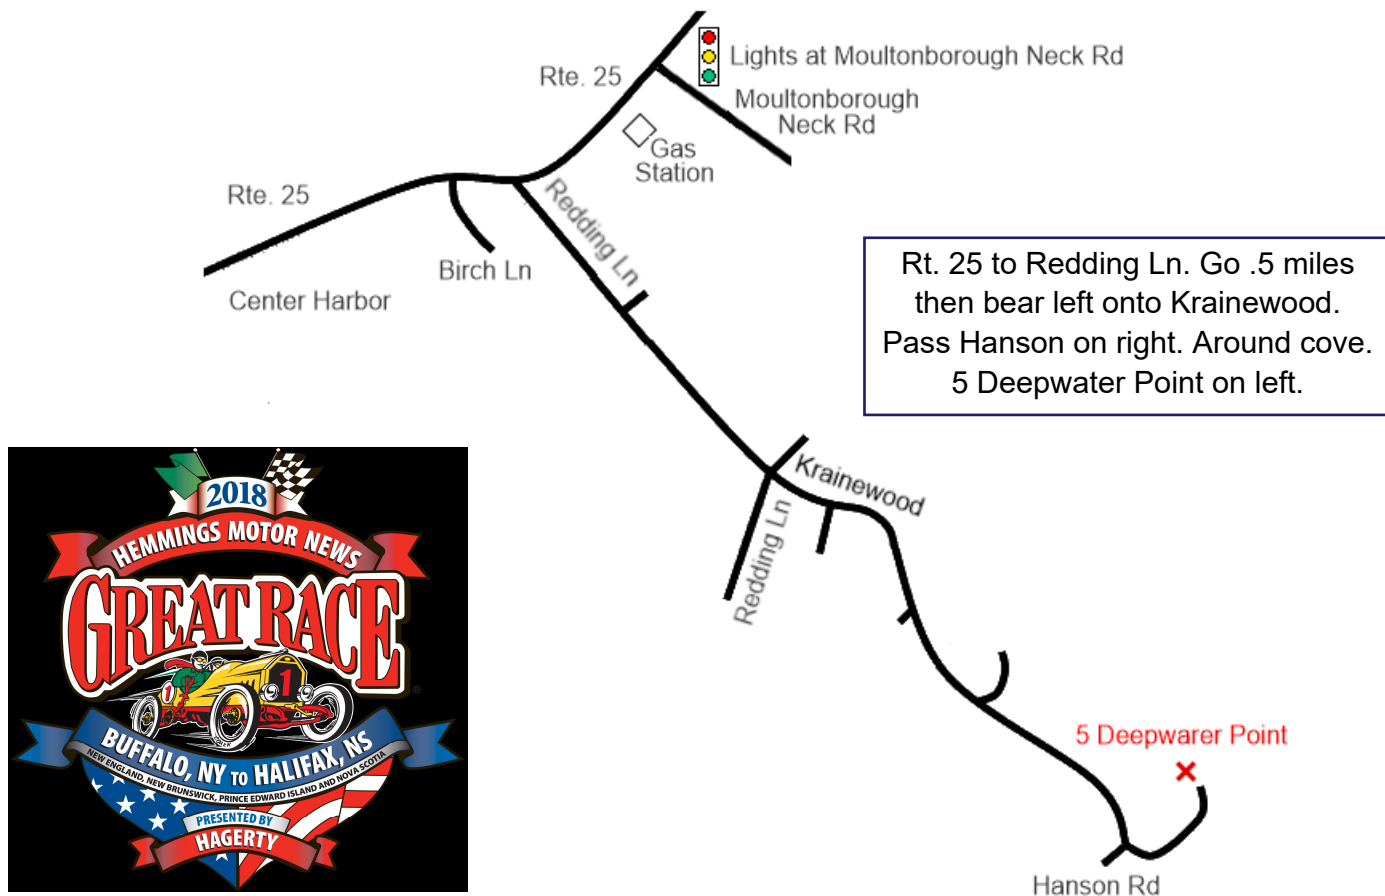 Lights at Moultonborough Neck Rd
Rte. 25
Moultonborough
Neck Rd
Gas
Station
Rte. 25
Redding Ln
Birch Ln
Center Harbor
Rt. 25 to Redding Ln. Go .5 miles
then bear left onto Krainewood.
Pass Hanson on right. Around cove.
5 Deepwater Point on left.
Krainewood
Redding Ln
5 Deepwarer Point
Hanson Rd
2018
HEMMINGS MOTOR NEWS
GREAT RACE
1
1
®
BUFFALO, NY TO HALIFAX, NS
NEW ENGLAND, NEW BRUNSWICK, PRINCE EDWARD ISLAND AND NOVA SCOTIA
PRESENTED BY
HAGERTY